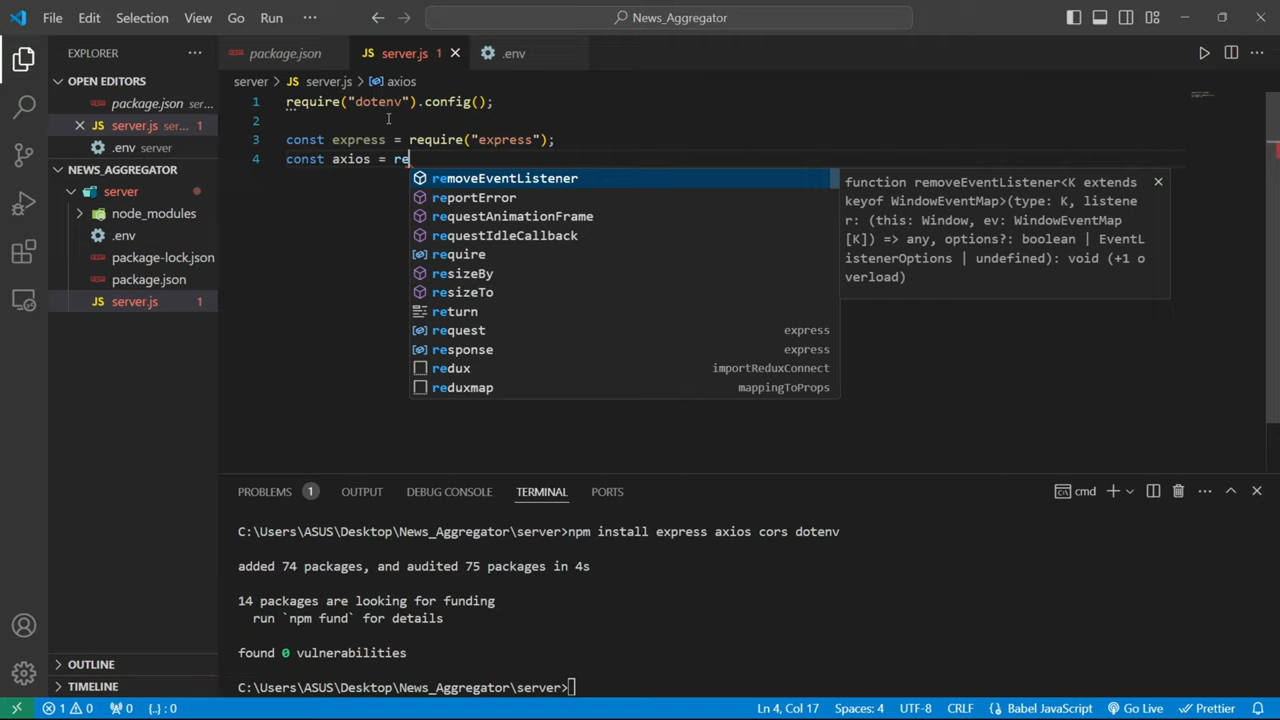 File Edit Selection View Go Run ··· News_Aggregator
EXPLORER ···
OPEN EDITORS
package.json ser...
server.js ser... 1
.env server
NEWS_AGGREGATOR
server
node_modules
.env
package-lock.json
package.json
JS server.js 1
OUTLINE
TIMELINE
package.json JS server.js 1 .env
server > JS server.js > axios
1 require("dotenv").config();
2
3 const express = require("express");
4 const axios = re
removeEventListener
reportError
requestAnimationFrame
requestIdleCallback
require
resizeBy
resizeTo
return
request express
response express
redux importReduxConnect
reduxmap mappingToProps
function removeEventListener<K extends
keyof WindowEventMap>(type: K, listene
r: (this: Window, ev: WindowEventMap
[K]) => any, options?: boolean | EventL
istenerOptions | undefined): void (+1 o
verload)
PROBLEMS 1 OUTPUT DEBUG CONSOLE TERMINAL PORTS cmd
C:\Users\ASUS\Desktop\News_Aggregator\server>npm install express axios cors dotenv
added 74 packages, and audited 75 packages in 4s
14 packages are looking for funding
run `npm fund` for details
found 0 vulnerabilities
C:\Users\ASUS\Desktop\News_Aggregator\server>
1 0 0 {..} : 0 Ln 4, Col 17 Spaces: 4 UTF-8 CRLF {} Babel JavaScript Go Live Prettier